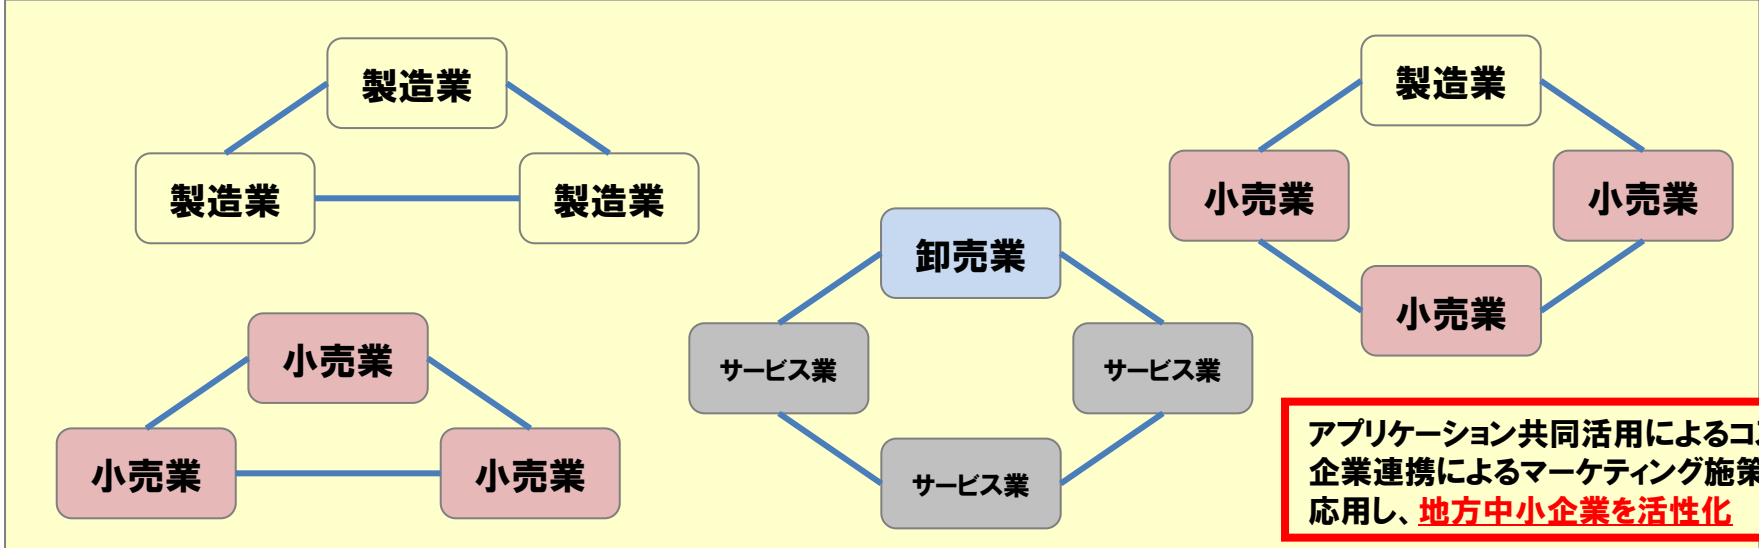 製造業
製造業
製造業
製造業
小売業
小売業
小売業
卸売業
サービス業
サービス業
サービス業
小売業
小売業
小売業
アプリケーション共同活用によるコ
企業連携によるマーケティング施策
応用し、地方中小企業を活性化